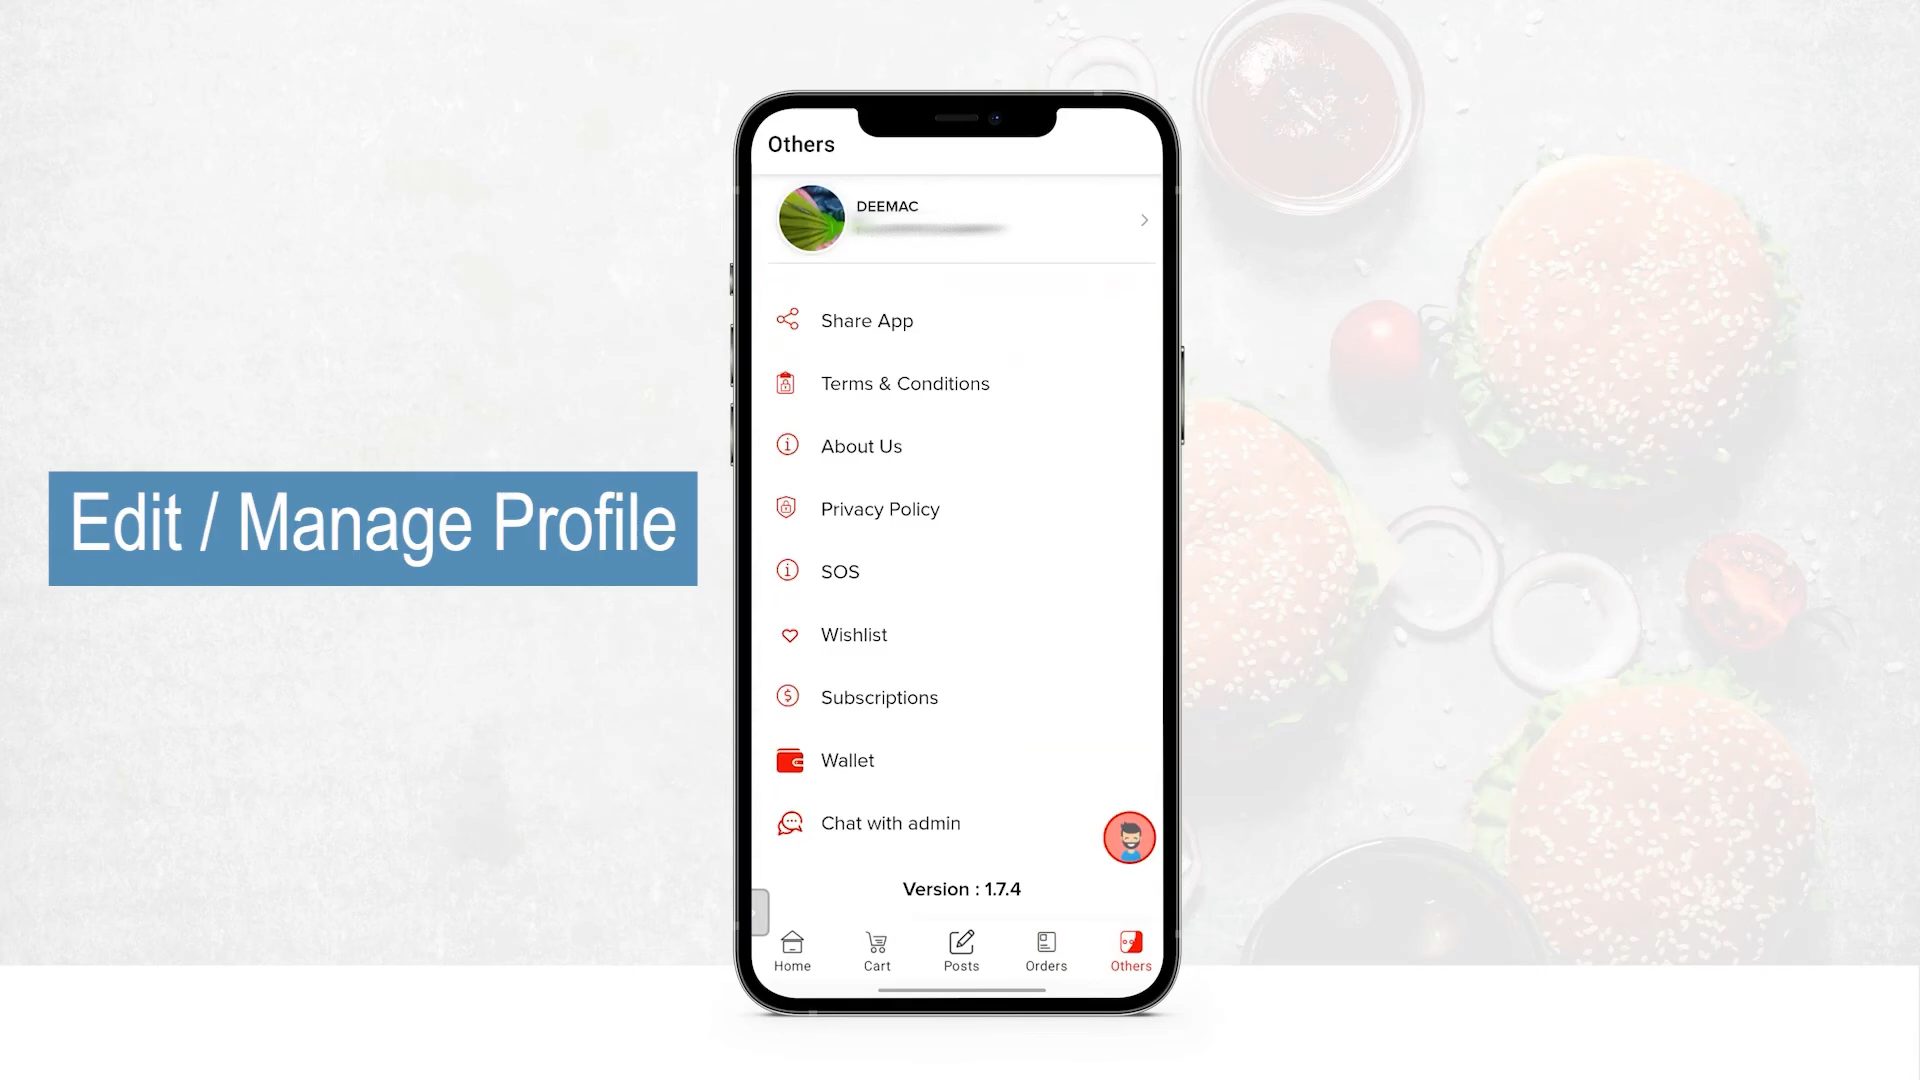 Others
DEEMAC
Share App
Terms & Conditions
About Us
Privacy Policy
SOS
Wishlist
Subscriptions
Wallet
Chat with admin
Version : 1.7.4
Home
Cart
Posts
Orders
Others
Edit / Manage Profile